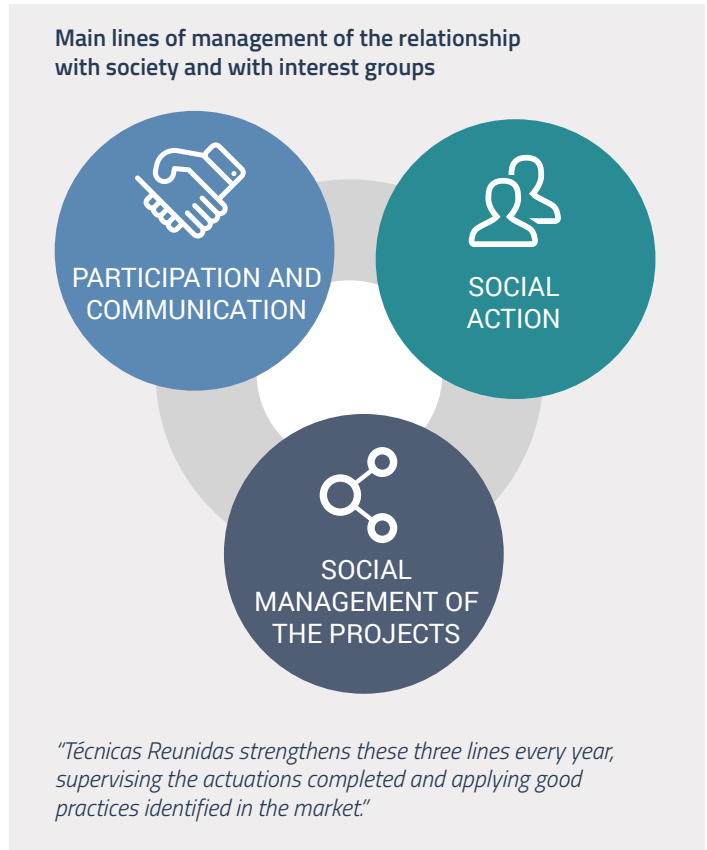 Main lines of management of the relationship
with society and with interest groups
PARTICIPATION AND
COMMUNICATION
SOCIAL
ACTION
SOCIAL
MANAGEMENT OF
THE PROJECTS
“Técnicas Reunidas strengthens these three lines every year,
supervising the actuations completed and applying good
practices identified in the market.”